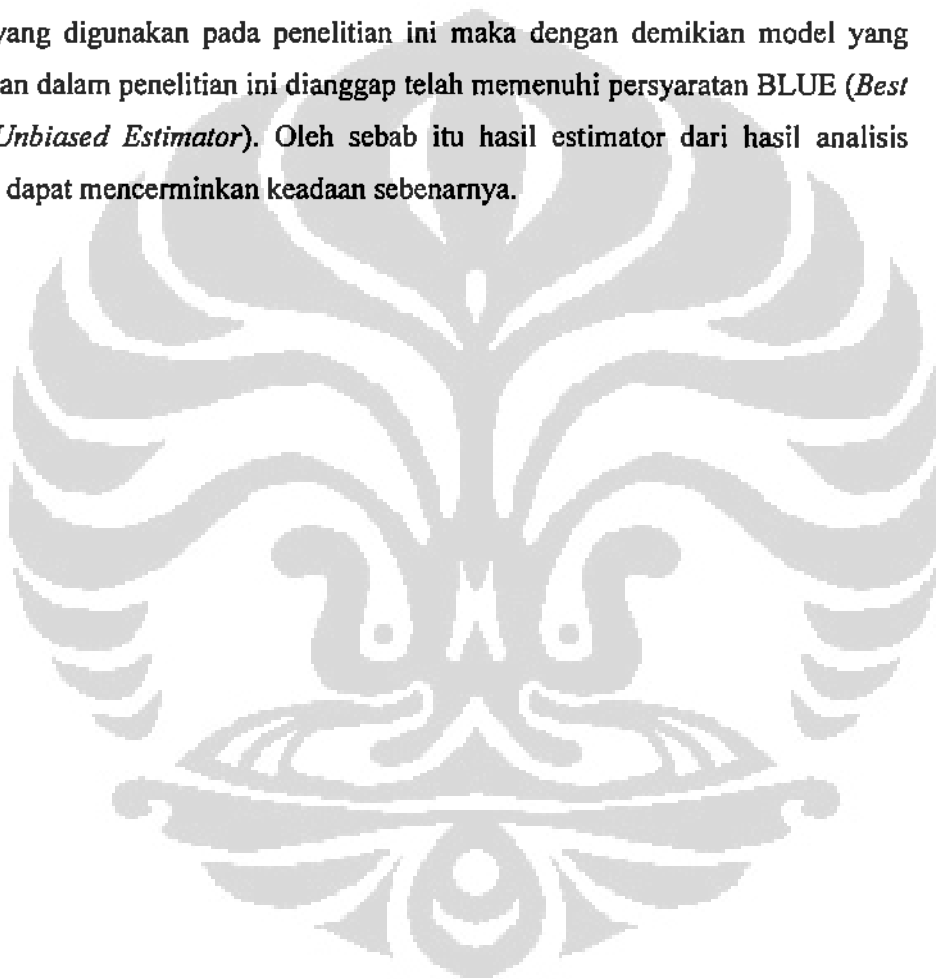 yang digunakan pada penelitian ini maka dengan demikian model yang
an dalam penelitian ini dianggap telah memenuhi persyaratan BLUE (Best
Unbiased Estimator). Oleh sebab itu hasil estimator dari hasil analisis
dapat mencerminkan keadaan sebenarnya.